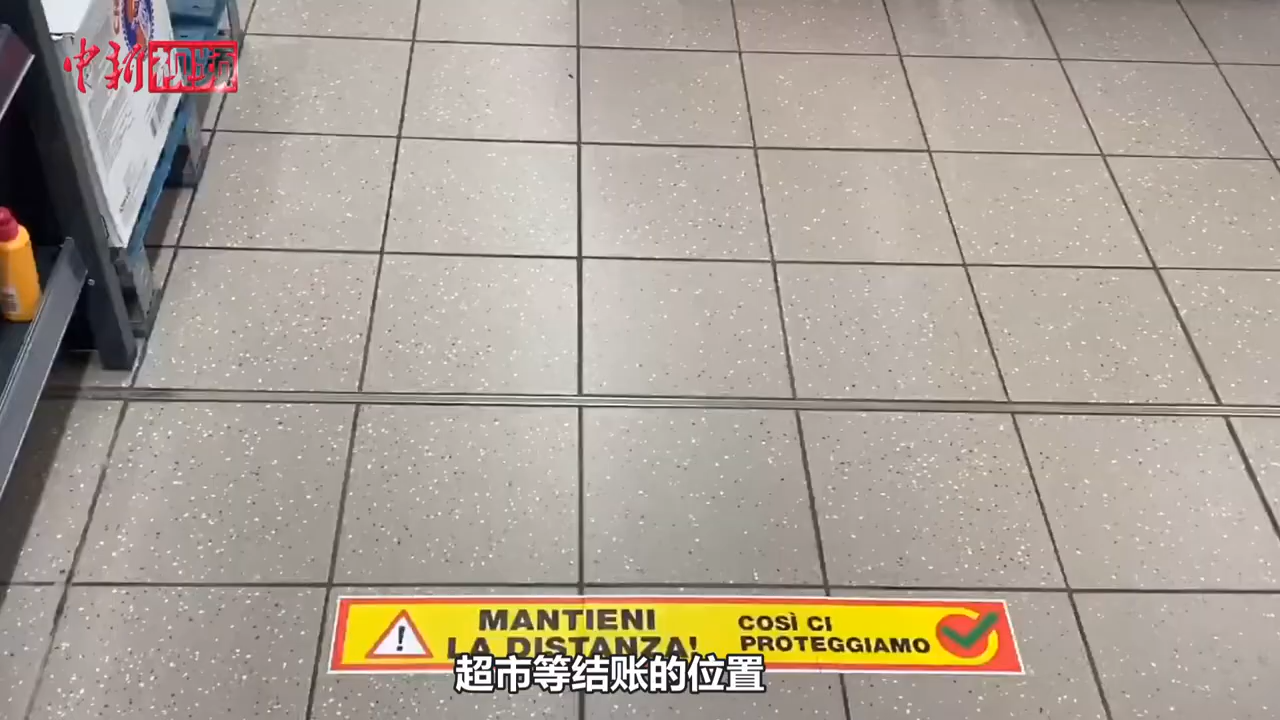 中新视频
MANTIENI
LA DISTANZA!
COSÌ CI
PROTEGGIAMO
超市等结账的位置